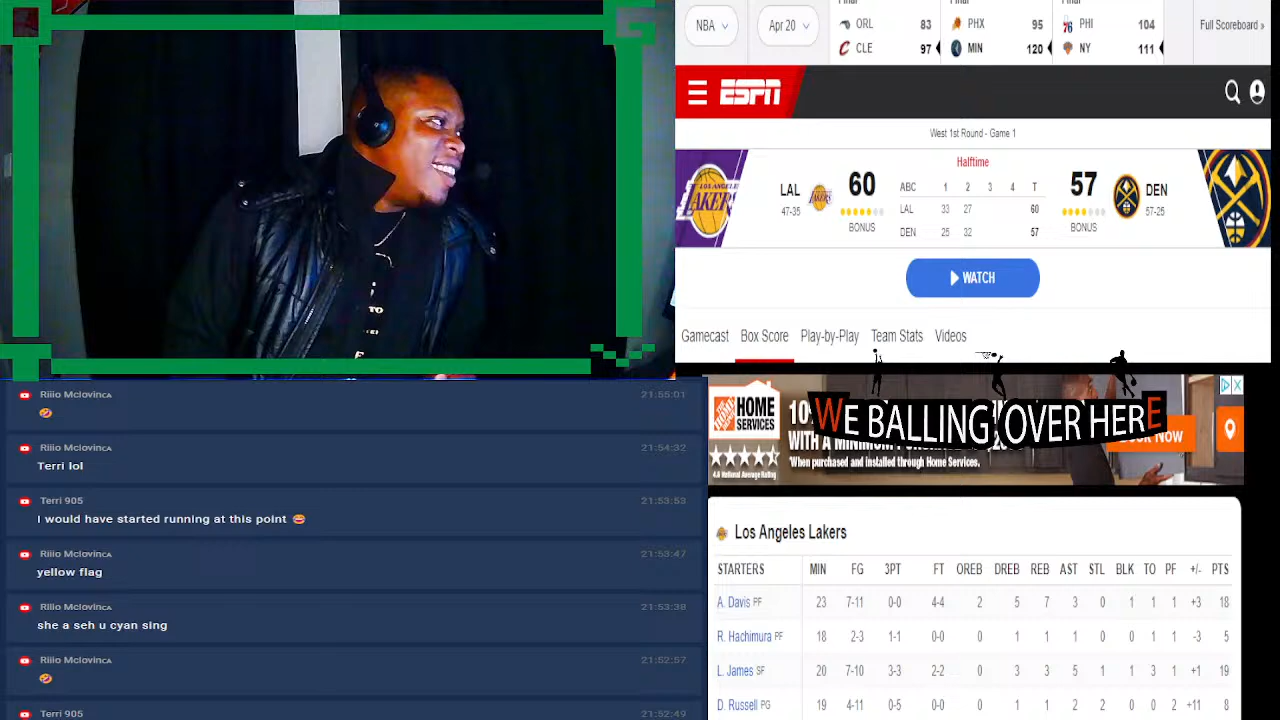 NBA
Apr 20
ORL 83
CLE 97
PHX 95
MIN 120
PHI 104
NY 111
Full Scoreboard »
ESPN
West 1st Round - Game 1
Halftime
LAL
47-35
60
BONUS
ABC 1 2 3 4 T
LAL 33 27 60
DEN 25 32 57
57
BONUS
DEN
57-25
WATCH
Gamecast Box Score Play-by-Play Team Stats Videos
HOME
SERVICES
4.6 National Average Rating
WITH A MINIMUM
*When purchased and installed through Home Services.
BOOK NOW
WE BALLING OVER HERE
Los Angeles Lakers
STARTERS MIN FG 3PT FT OREB DREB REB AST STL BLK TO PF +/- PTS
A. Davis PF 23 7-11 0-0 4-4 2 5 7 3 0 1 1 1 +3 18
R. Hachimura PF 18 2-3 1-1 0-0 0 1 1 1 0 0 1 1 -3 5
L. James SF 20 7-10 3-3 2-2 0 3 3 5 1 1 3 1 +1 19
D. Russell PG 19 4-11 0-5 0-0 0 1 1 2 2 0 0 2 +11 8
Riiio Mclovinca 21:55:01
🤣
Riiio Mclovinca 21:54:32
Terri lol
Terri 905 21:53:53
I would have started running at this point 😂
Riiio Mclovinca 21:53:47
yellow flag
Riiio Mclovinca 21:53:38
she a seh u cyan sing
Riiio Mclovinca 21:52:57
🤣
Terri 905 21:52:49